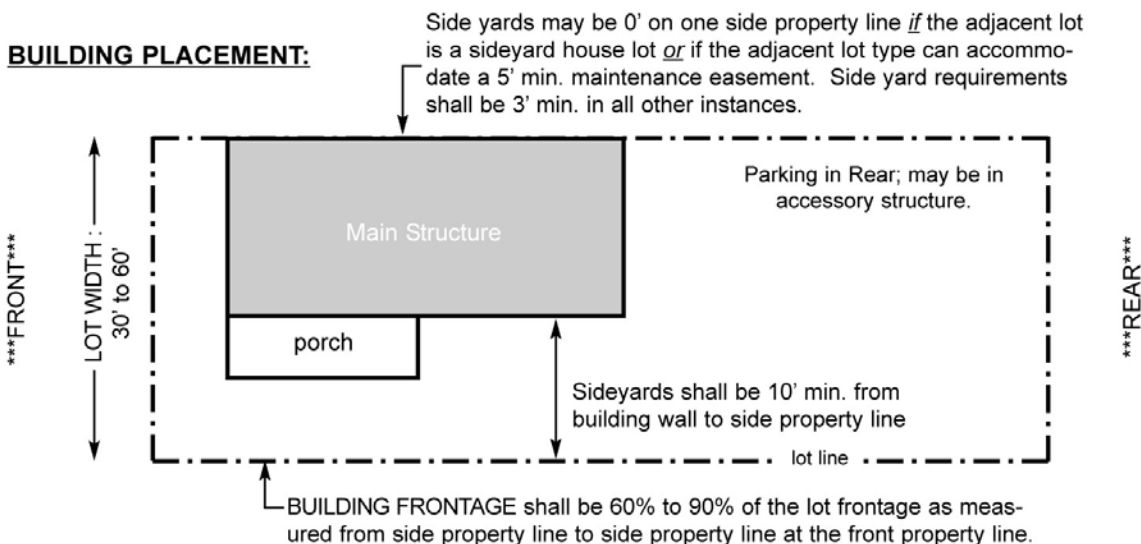 BUILDING PLACEMENT:
Side yards may be 0’ on one side property line if the adjacent lot
is a sideyard house lot or if the adjacent lot type can accommo-
date a 5’ min. maintenance easement.  Side yard requirements
shall be 3’ min. in all other instances.
***FRONT***
LOT WIDTH :
30’ to 60’
Main Structure
porch
Parking in Rear; may be in
accessory structure.
***REAR***
Sideyards shall be 10’ min. from
building wall to side property line
lot line
BUILDING FRONTAGE shall be 60% to 90% of the lot frontage as meas-
ured from side property line to side property line at the front property line.